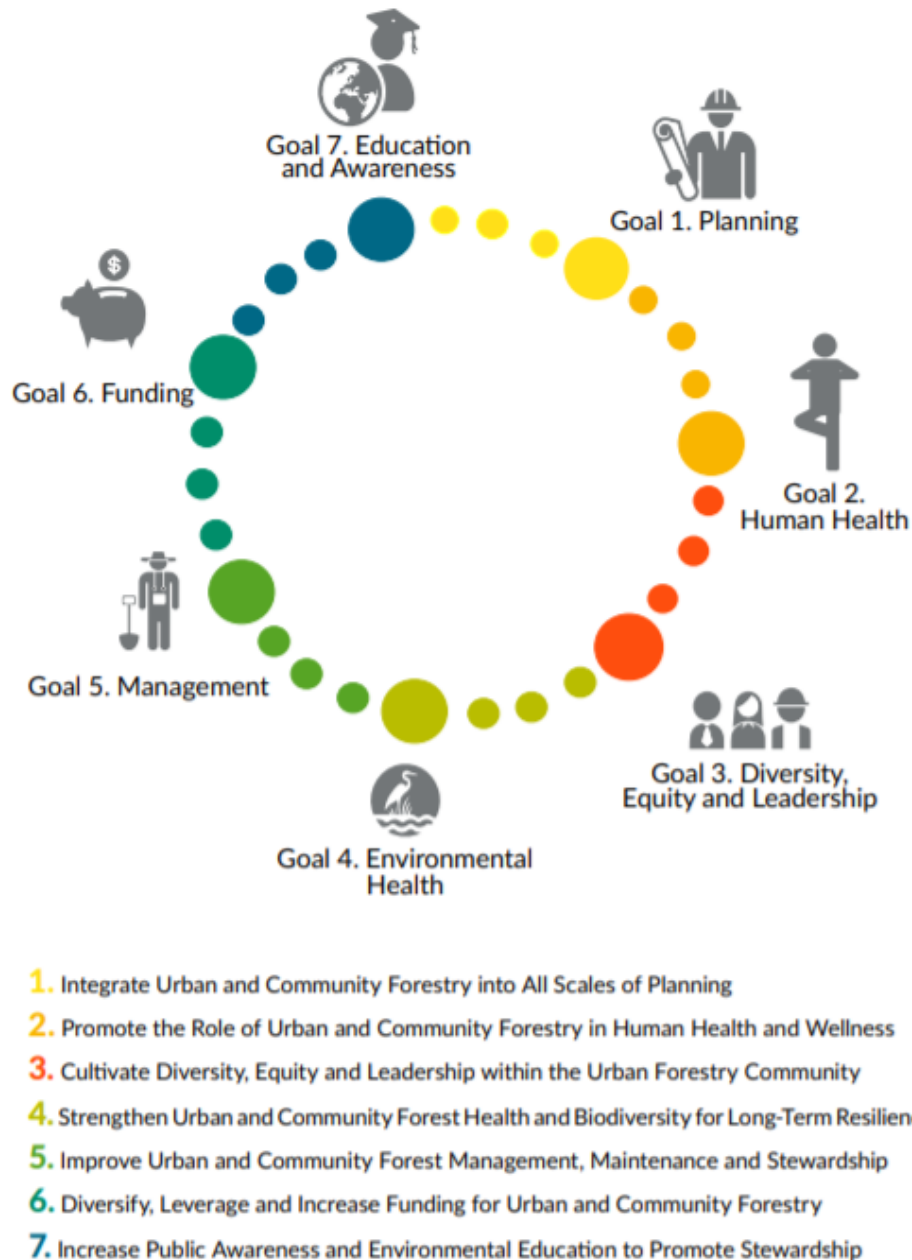 Goal 7. Education
and Awareness
$
Goal 1. Planning
Goal 6. Funding
Goal 2.
Human Health
Goal 5. Management
Goal 3. Diversity,
Equity and Leadership
Goal 4. Environmental
Health
1. Integrate Urban and Community Forestry into All Scales of Planning
2. Promote the Role of Urban and Community Forestry in Human Health and Wellness
3. Cultivate Diversity, Equity and Leadership within the Urban Forestry Community
4. Strengthen Urban and Community Forest Health and Biodiversity for Long-Term Resilien
5. Improve Urban and Community Forest Management, Maintenance and Stewardship
6. Diversify, Leverage and Increase Funding for Urban and Community Forestry
7. Increase Public Awareness and Environmental Education to Promote Stewardship